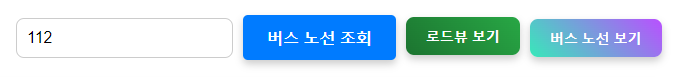 112 버스 노선 조회 로드뷰 보기 버스 노선 보기